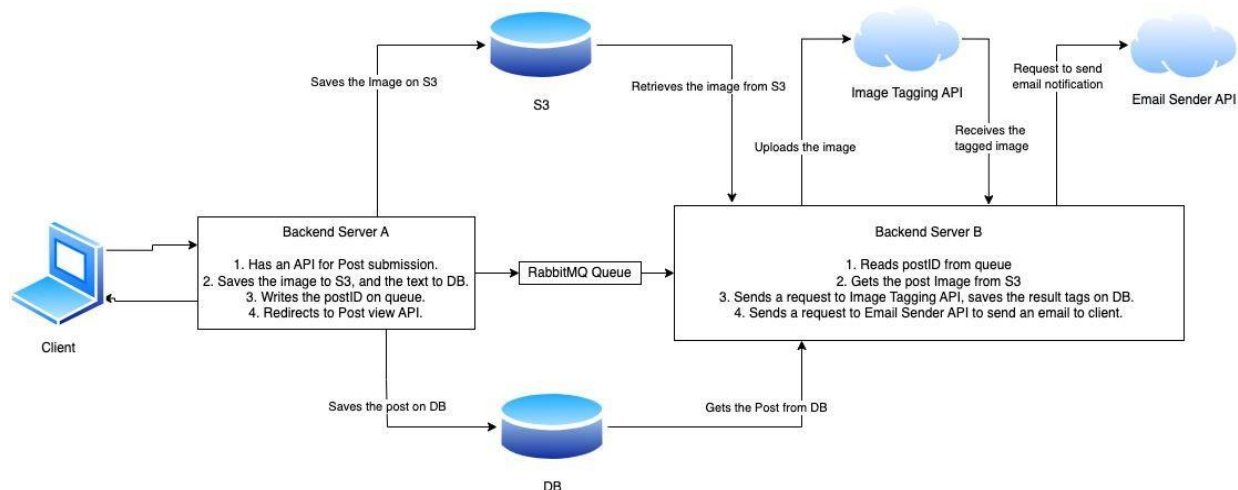 Saves the Image on S3
S3
Retrieves the image from S3
Image Tagging API
Request to send
email notification
Email Sender API
Uploads the image
Receives the
tagged image
Client
Backend Server A
1. Has an API for Post submission.
2. Saves the image to S3, and the text to DB.
3. Writes the postID on queue.
4. Redirects to Post view API.
RabbitMQ Queue
Backend Server B
1. Reads postID from queue
2. Gets the post Image from S3
3. Sends a request to Image Tagging API, saves the result tags on DB.
4. Sends a request to Email Sender API to send an email to client.
Saves the post on DB
DB
Gets the Post from DB